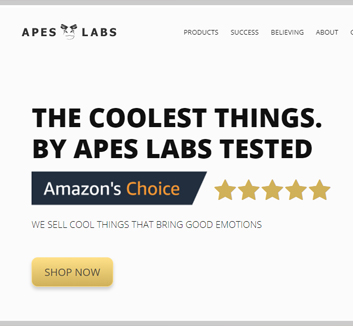 APES LABS
PRODUCTS SUCCESS BELIEVING ABOUT
THE COOLEST THINGS.
BY APES LABS TESTED
Amazon's Choice
WE SELL COOL THINGS THAT BRING GOOD EMOTIONS
SHOP NOW